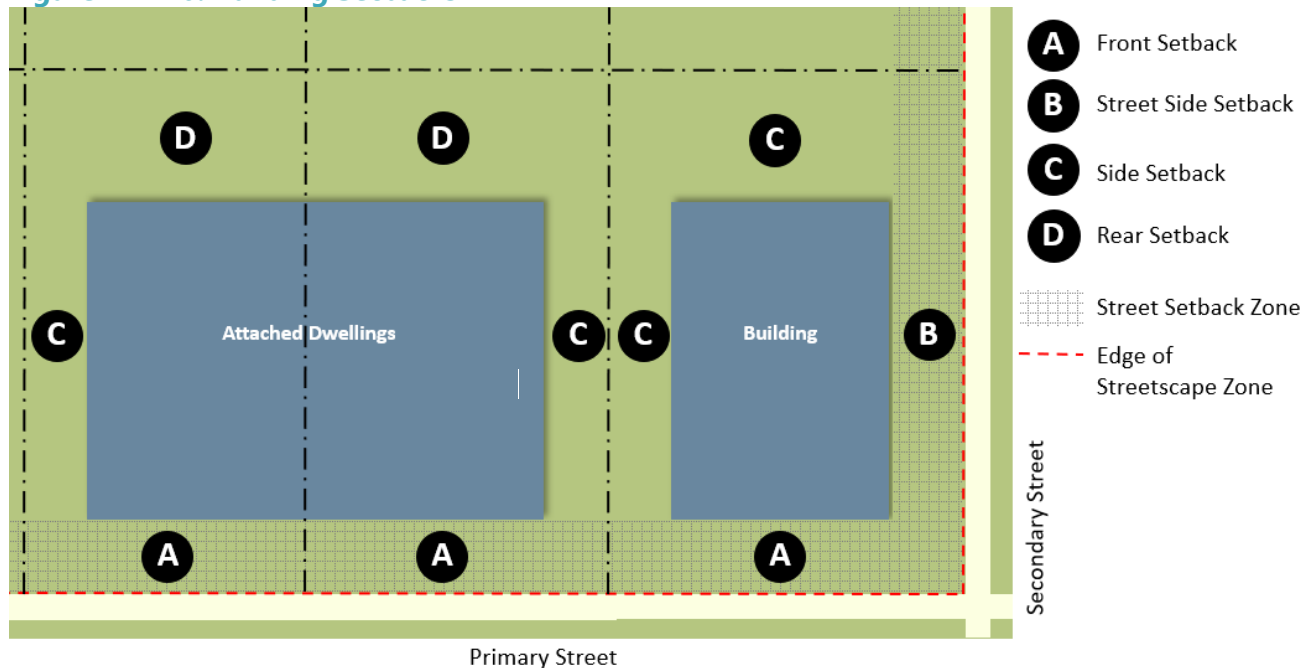 A Front Setback
B Street Side Setback
C Side Setback
D Rear Setback
Street Setback Zone
Edge of
Streetscape Zone
D D C
Attached Dwellings
Building
C C C B
A A A
Secondary Street
Primary Street